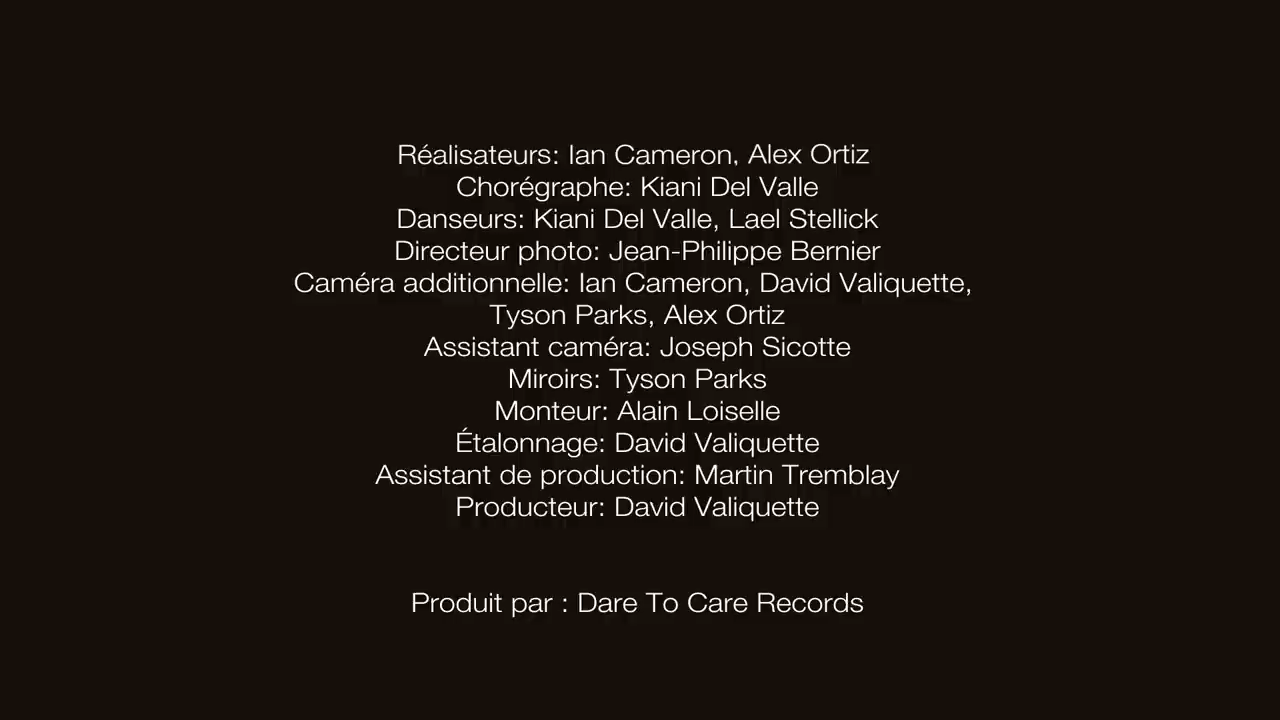 Réalisateurs: Ian Cameron, Alex Ortiz
Chorégraphe: Kiani Del Valle
Danseurs: Kiani Del Valle, Lael Stellick
Directeur photo: Jean-Philippe Bernier
Caméra additionnelle: Ian Cameron, David Valiquette,
Tyson Parks, Alex Ortiz
Assistant caméra: Joseph Sicotte
Miroirs: Tyson Parks
Monteur: Alain Loiselle
Étalonnage: David Valiquette
Assistant de production: Martin Tremblay
Producteur: David Valiquette
Produit par : Dare To Care Records